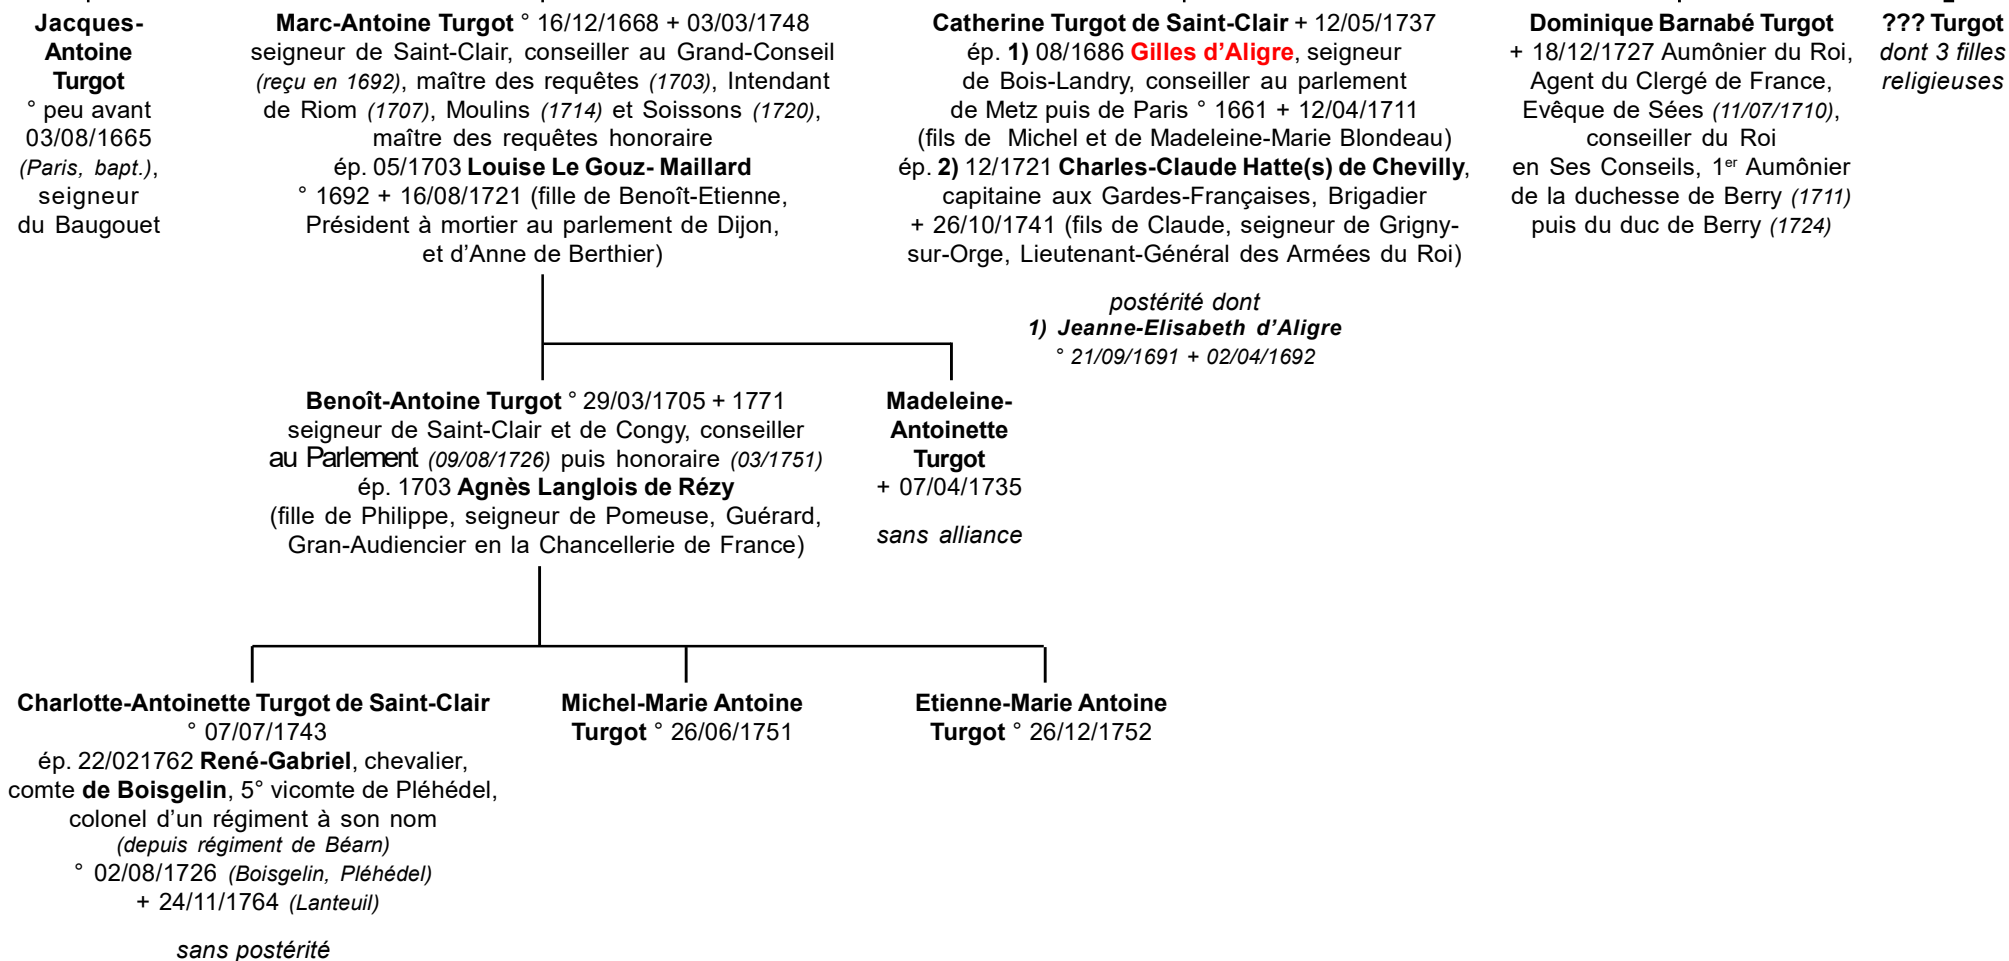 Jacques-
Antoine
Turgot
° peu avant
03/08/1665
(Paris, bapt.),
seigneur
du Baugouet
Marc-Antoine Turgot ° 16/12/1668 + 03/03/1748
seigneur de Saint-Clair, conseiller au Grand-Conseil
(reçu en 1692), maître des requêtes (1703), Intendant
de Riom (1707), Moulins (1714) et Soissons (1720),
maître des requêtes honoraire
ép. 05/1703 Louise Le Gouz- Maillard
° 1692 + 16/08/1721 (fille de Benoît-Etienne,
Président à mortier au parlement de Dijon,
et d’Anne de Berthier)
Catherine Turgot de Saint-Clair + 12/05/1737
ép. 1) 08/1686 Gilles d’Aligre, seigneur
de Bois-Landry, conseiller au parlement
de Metz puis de Paris ° 1661 + 12/04/1711
(fils de Michel et de Madeleine-Marie Blondeau)
ép. 2) 12/1721 Charles-Claude Hatte(s) de Chevilly,
capitaine aux Gardes-Françaises, Brigadier
+ 26/10/1741 (fils de Claude, seigneur de Grigny-
sur-Orge, Lieutenant-Général des Armées du Roi)
postérité dont
1) Jeanne-Elisabeth d’Aligre
° 21/09/1691 + 02/04/1692
Dominique Barnabé Turgot
+ 18/12/1727 Aumônier du Roi,
Agent du Clergé de France,
Evêque de Sées (11/07/1710),
conseiller du Roi
en Ses Conseils, 1er Aumônier
de la duchesse de Berry (1711)
puis du duc de Berry (1724)
??? Turgot
dont 3 filles
religieuses
Benoît-Antoine Turgot ° 29/03/1705 + 1771
seigneur de Saint-Clair et de Congy, conseiller
au Parlement (09/08/1726) puis honoraire (03/1751)
ép. 1703 Agnès Langlois de Rézy
(fille de Philippe, seigneur de Pomeuse, Guérard,
Gran-Audiencier en la Chancellerie de France)
Madeleine-
Antoinette
Turgot
+ 07/04/1735
sans alliance
Charlotte-Antoinette Turgot de Saint-Clair
° 07/07/1743
ép. 22/021762 René-Gabriel, chevalier,
comte de Boisgelin, 5° vicomte de Pléhédel,
colonel d’un régiment à son nom
(depuis régiment de Béarn)
° 02/08/1726 (Boisgelin, Pléhédel)
+ 24/11/1764 (Lanteuil)
sans postérité
Michel-Marie Antoine
Turgot ° 26/06/1751
Etienne-Marie Antoine
Turgot ° 26/12/1752